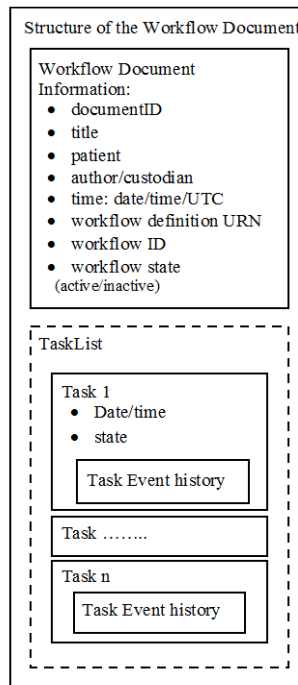 Structure of the Workflow Document
Workflow Document
Information:
• documentID
• title
• patient
• author/custodian
• time: date/time/UTC
• workflow definition URN
• workflow ID
• workflow state
(active/inactive)
TaskList
Task 1
• Date/time
• state
Task Event history
Task ........
Task n
Task Event history